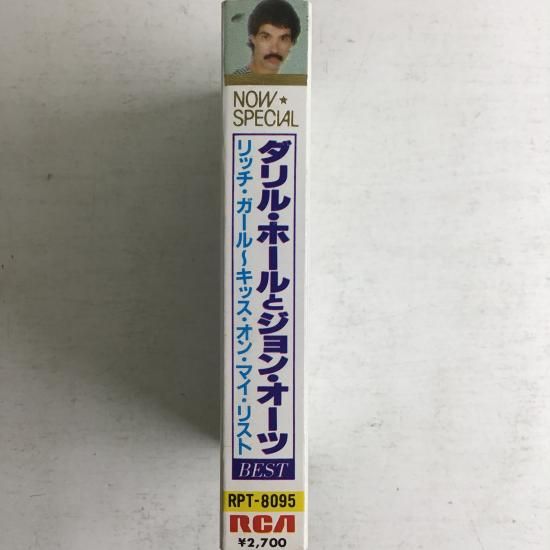 NOW★
SPECIAL
ダリル・ホールとジョン・オーツ
リッチ・ガール〜キッス・オン・マイ・リスト
BEST
RPT-8095
RCA
¥2,700